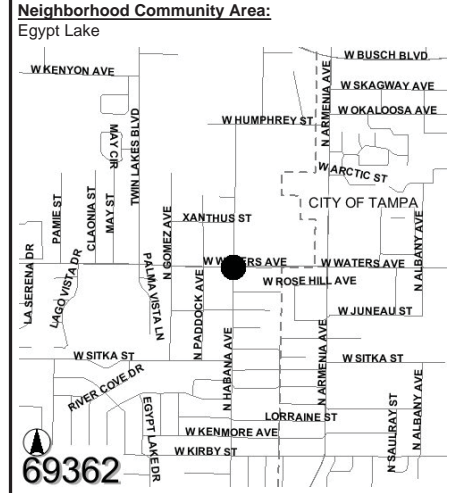 Neighborhood Community Area:
Egypt Lake
W BUSCH BLVD
W KENYON AVE
W SKAGWAY AVE
W OKALOOSA AVE
N ARMENIA AVE
TWIN LAKES BLVD
W HUMPHREY ST
MAY CIR
W ARCTIC ST
CITY OF TAMPA
PAMIE ST
CLAONIA ST
MAY ST
XANTHUS ST
N GOMEZ AVE
N ALBANY AVE
LA SERENA DR
LAGO VISTA DR
PALMA VISTA LN
W WATERS AVE
W WATERS AVE
W ROSE HILL AVE
N PADDOCK AVE
W JUNEAU ST
N HABANA AVE
N ARMENIA AVE
W SITKA ST
W SITKA ST
RIVER COVE DR
EGYPT LAKE DR
LORRAINE ST
N SAULRAY ST
N ALBANY AVE
W KENMORE AVE
W KIRBY ST
69362